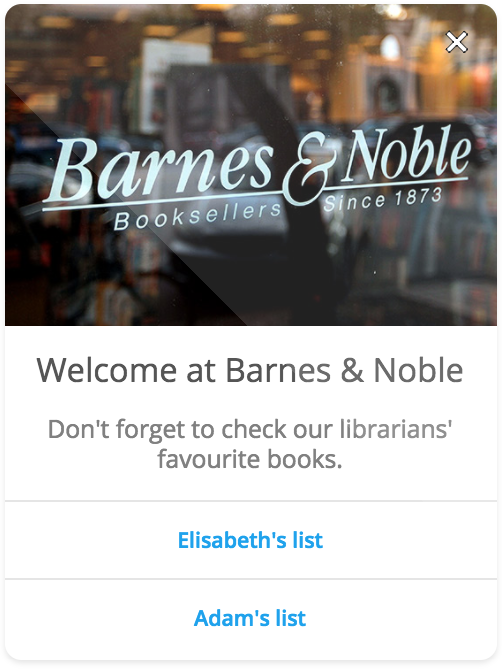 Barnes & Noble
Booksellers Since 1873
Welcome at Barnes & Noble
Don't forget to check our librarians'
favourite books.
Elisabeth's list
Adam's list